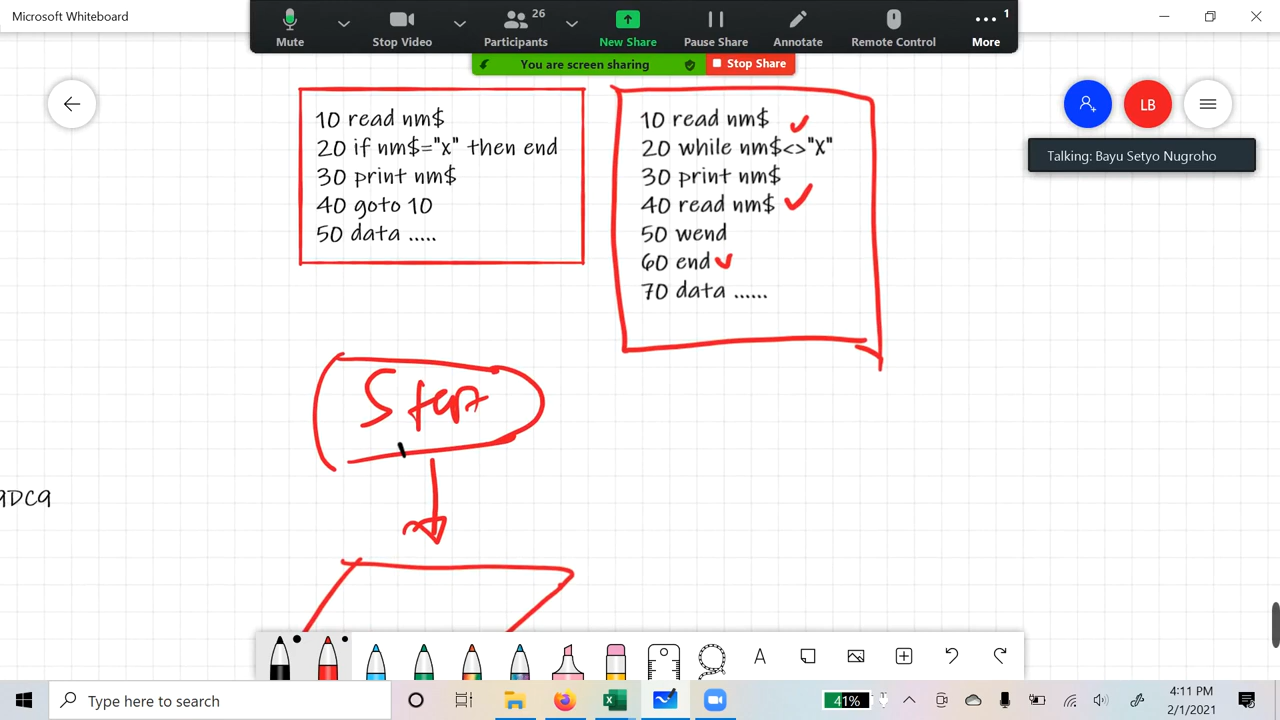 Microsoft Whiteboard
26
1
Mute
Stop Video
Participants
New Share
Pause Share
Annotate
Remote Control
More
You are screen sharing
Stop Share
LB
Talking: Bayu Setyo Nugroho
10 read nm$
20 if nm$="x" then end
30 print nm$
40 goto 10
50 data .....
10 read nm$
20 while nm$<>"X"
30 print nm$
40 read nm$
50 wend
60 end
70 data ......
Start
9DC9
A
Type here to search
41%
4:11 PM
2/1/2021